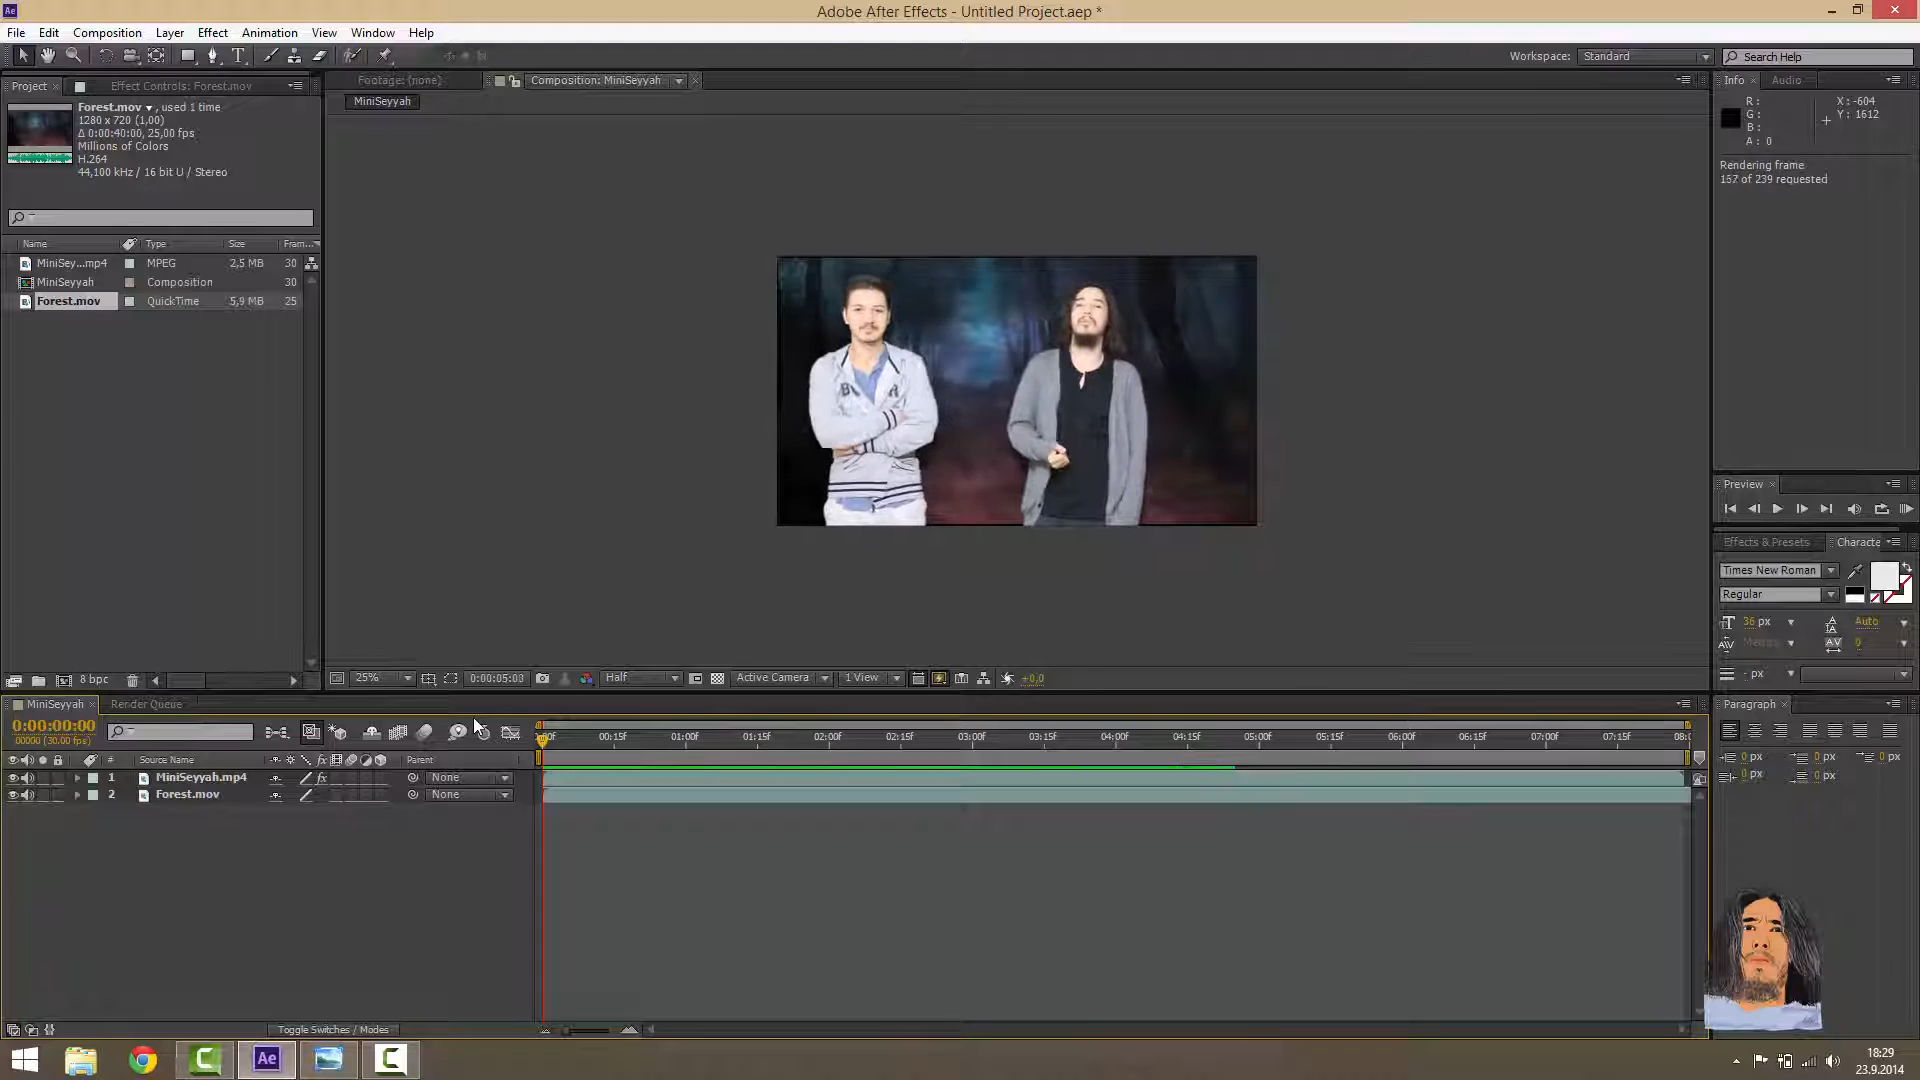 Adobe After Effects - Untitled Project.aep *
File Edit Composition Layer Effect Animation View Window Help
Workspace: Standard Search Help
Project Effect Controls: Forest.mov
Footage: (none) Composition: MiniSeyyah
Info Audio
MiniSeyyah
Forest.mov , used 1 time
1280 x 720 (1,00)
Δ 0:00:40:00, 25,00 fps
Millions of Colors
H.264
44,100 kHz / 16 bit U / Stereo
R :
G :
B :
A : 0
X : -604
Y : 1612
Rendering frame
167 of 239 requested
Name Type Size Fram...
MiniSey...mp4 MPEG 2,5 MB 30
MiniSeyyah Composition 30
Forest.mov QuickTime 5,9 MB 25
Preview
Effects & Presets Characte
Times New Roman
Regular
36 px Auto
Metrics 0
- px
8 bpc
25% 0:00:05:03 Half Active Camera 1 View +0,0
MiniSeyyah Render Queue
0:00:00:00
00000 (30.00 fps)
00:15f 01:00f 01:15f 02:00f 02:15f 03:00f 03:15f 04:00f 04:15f 05:00f 05:15f 06:00f 06:15f 07:00f 07:15f 08:0
# Source Name Parent
1 MiniSeyyah.mp4 None
2 Forest.mov None
Paragraph
0 px 0 px 0 px
0 px 0 px
Toggle Switches / Modes
18:29
23.9.2014